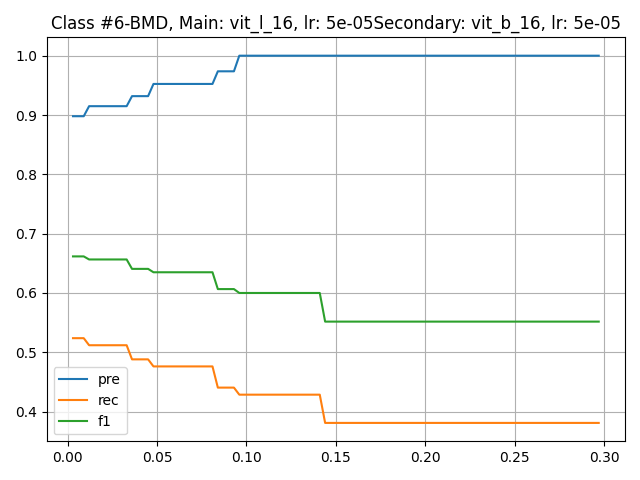 Class #6-BMD, Main: vit_l_16, lr: 5e-05Secondary: vit_b_16, lr: 5e-05
1.0
0.9
0.8
0.7
0.6
0.5
0.4
pre
rec
f1
0.00 0.05 0.10 0.15 0.20 0.25 0.30